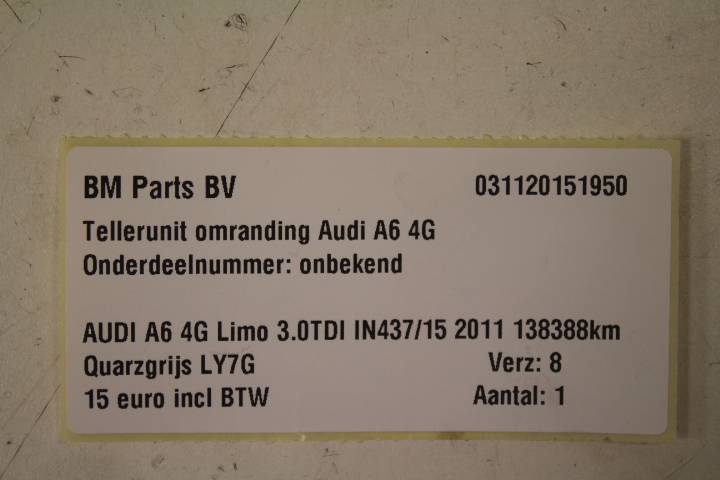 BM Parts BV 031120151950
Tellerunit omranding Audi A6 4G
Onderdeelnummer: onbekend
AUDI A6 4G Limo 3.0TDI IN437/15 2011 138388km
Quarzgrijs LY7G Verz: 8
15 euro incl BTW Aantal: 1